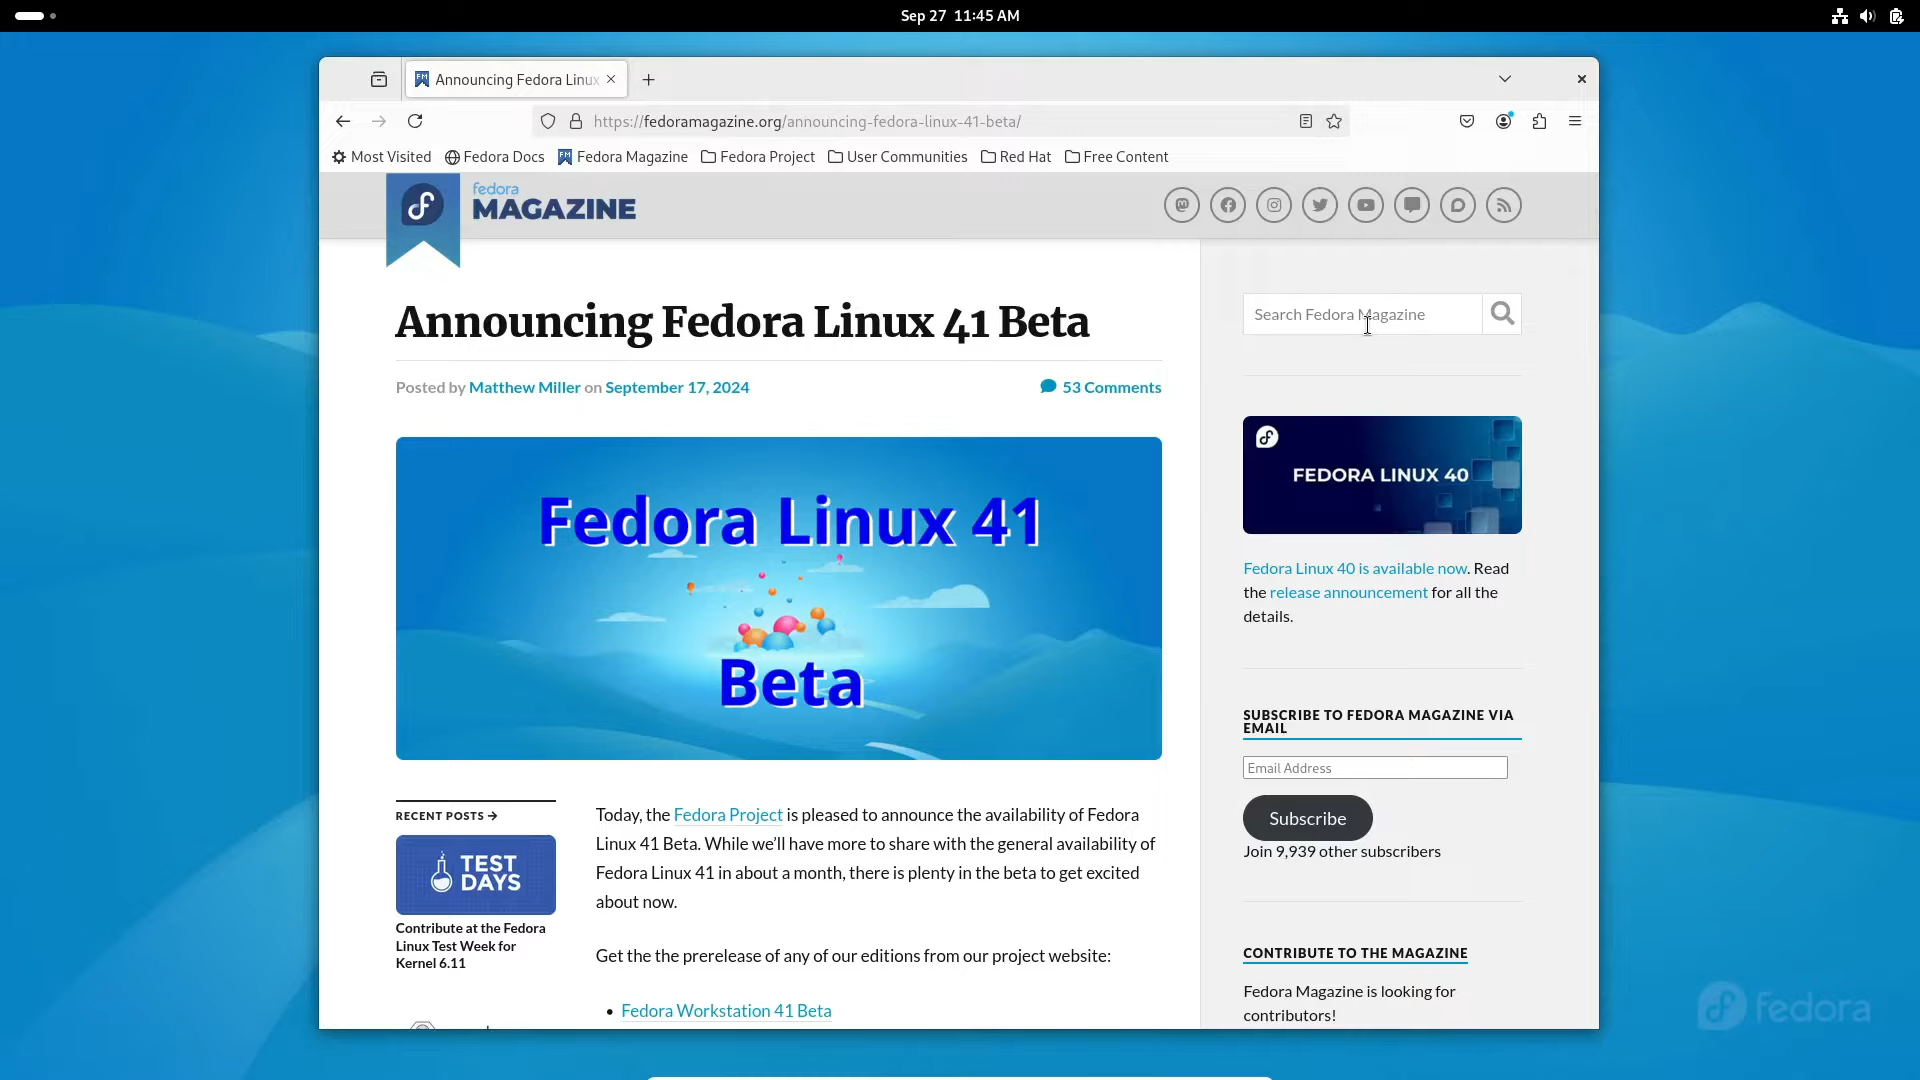 Sep 27 11:45 AM
Announcing Fedora Linux
https://fedoramagazine.org/announcing-fedora-linux-41-beta/
Most Visited Fedora Docs Fedora Magazine Fedora Project User Communities Red Hat Free Content
fedora
MAGAZINE
Announcing Fedora Linux 41 Beta
Posted by Matthew Miller on September 17, 2024
53 Comments
Fedora Linux 41
Beta
RECENT POSTS
TEST
DAYS
Contribute at the Fedora
Linux Test Week for
Kernel 6.11
Today, the Fedora Project is pleased to announce the availability of Fedora
Linux 41 Beta. While we’ll have more to share with the general availability of
Fedora Linux 41 in about a month, there is plenty in the beta to get excited
about now.
Get the the prerelease of any of our editions from our project website:
• Fedora Workstation 41 Beta
Search Fedora Magazine
FEDORA LINUX 40
Fedora Linux 40 is available now. Read
the release announcement for all the
details.
SUBSCRIBE TO FEDORA MAGAZINE VIA
EMAIL
Email Address
Subscribe
Join 9,939 other subscribers
CONTRIBUTE TO THE MAGAZINE
Fedora Magazine is looking for
contributors!
fedora